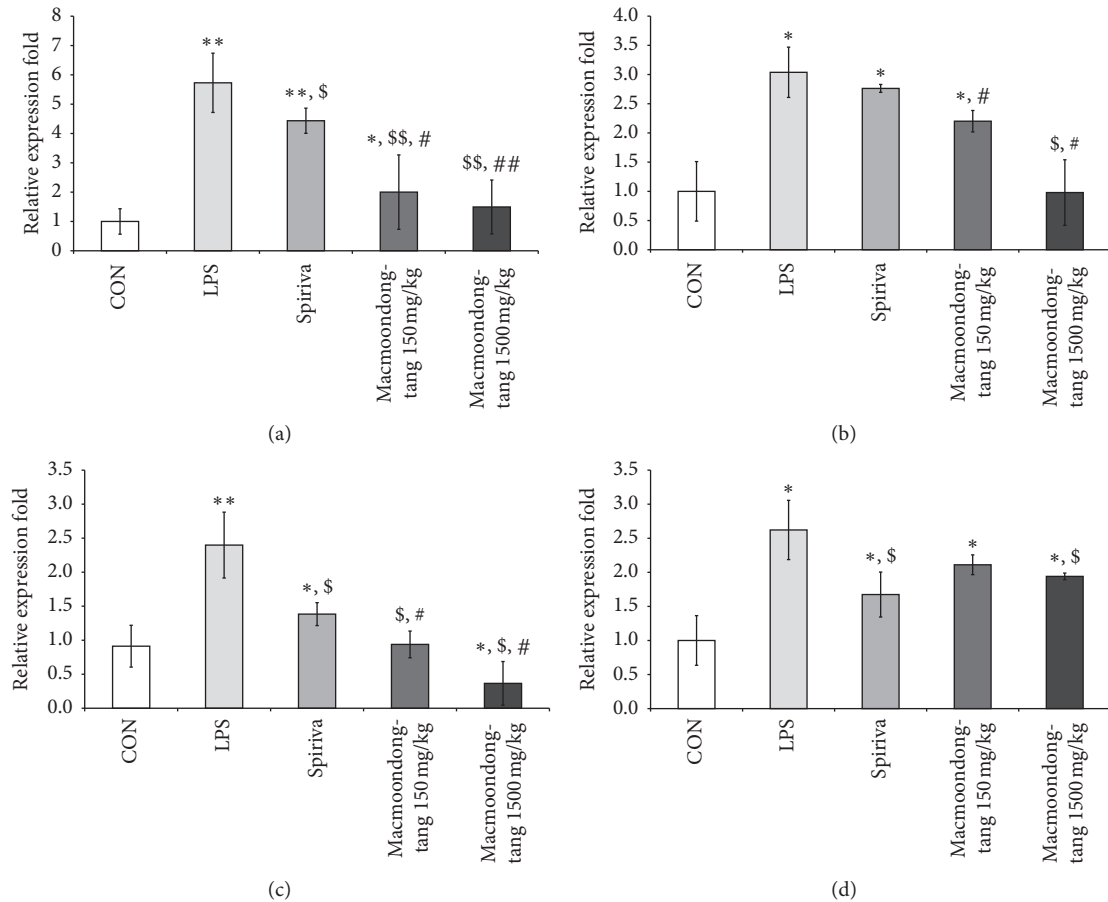 Relative expression fold
8
7
6
5
4
3
2
1
0
**
**, $
*, $$, #
$$, ##
CON
LPS
Spiriva
Macmoondong-
tang 150 mg/kg
Macmoondong-
tang 1500 mg/kg
(a)
Relative expression fold
4.0
3.5
3.0
2.5
2.0
1.5
1.0
0.5
0.0
*
*
*, #
$, #
CON
LPS
Spiriva
Macmoondong-
tang 150 mg/kg
Macmoondong-
tang 1500 mg/kg
(b)
Relative expression fold
3.5
3.0
2.5
2.0
1.5
1.0
0.5
0.0
**
*, $
$, #
*, $, #
CON
LPS
Spiriva
Macmoondong-
tang 150 mg/kg
Macmoondong-
tang 1500 mg/kg
(c)
Relative expression fold
3.5
3.0
2.5
2.0
1.5
1.0
0.5
0.0
*
*, $
*
*, $
CON
LPS
Spiriva
Macmoondong-
tang 150 mg/kg
Macmoondong-
tang 1500 mg/kg
(d)